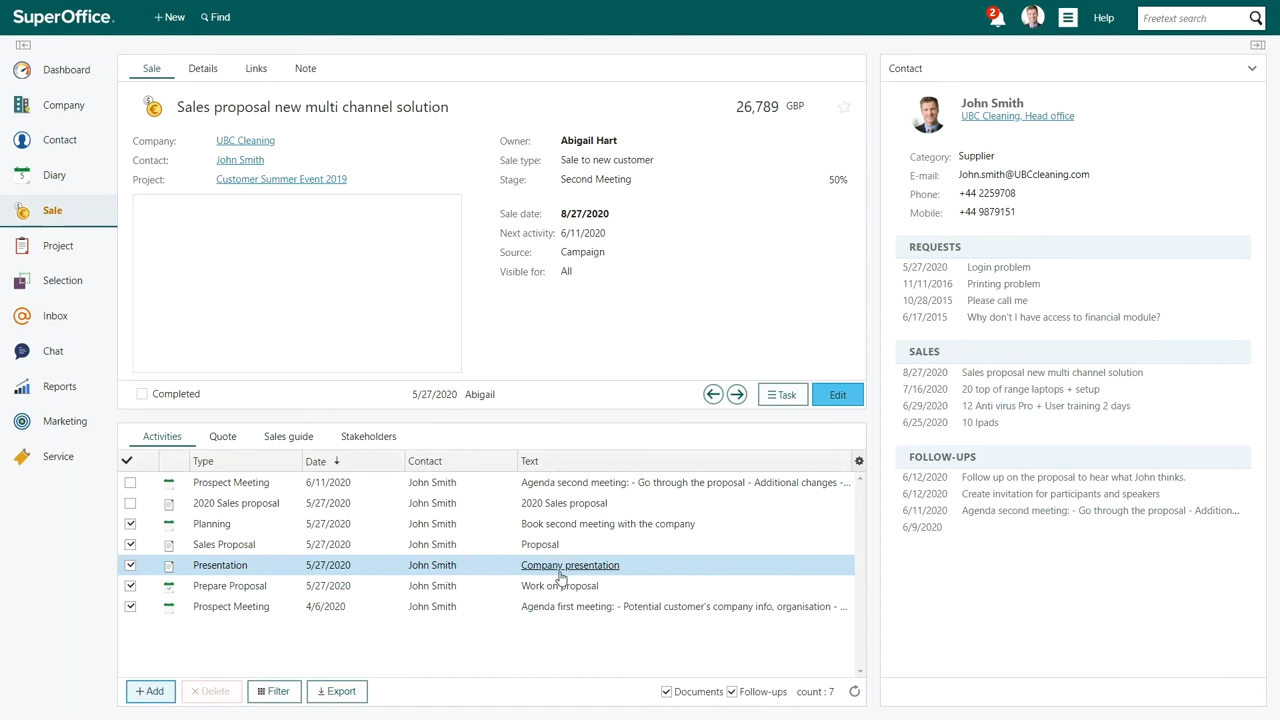 SuperOffice.
+ New
Find
2
Help
Freetext search
Dashboard
Company
Contact
5
Diary
Sale
Project
Selection
Inbox
Chat
Reports
Marketing
Service
Sale
Details
Links
Note
Sales proposal new multi channel solution
26,789 GBP
Company: UBC Cleaning
Contact: John Smith
Project: Customer Summer Event 2019
Owner: Abigail Hart
Sale type: Sale to new customer
Stage: Second Meeting 50%
Sale date: 8/27/2020
Next activity: 6/11/2020
Source: Campaign
Visible for: All
Completed
5/27/2020 Abigail
Task
Edit
Activities
Quote
Sales guide
Stakeholders
Type Date Contact Text
Prospect Meeting 6/11/2020 John Smith Agenda second meeting: - Go through the proposal - Additional changes -...
2020 Sales proposal 5/27/2020 John Smith 2020 Sales proposal
Planning 5/27/2020 John Smith Book second meeting with the company
Sales Proposal 5/27/2020 John Smith Proposal
Presentation 5/27/2020 John Smith Company presentation
Prepare Proposal 5/27/2020 John Smith Work on proposal
Prospect Meeting 4/6/2020 John Smith Agenda first meeting: - Potential customer's company info, organisation - ...
+ Add
Delete
Filter
Export
Documents
Follow-ups
count : 7
Contact
John Smith
UBC Cleaning, Head office
Category: Supplier
E-mail: John.smith@UBCcleaning.com
Phone: +44 2259708
Mobile: +44 9879151
REQUESTS
5/27/2020 Login problem
11/11/2016 Printing problem
10/28/2015 Please call me
6/17/2015 Why don't I have access to financial module?
SALES
8/27/2020 Sales proposal new multi channel solution
7/16/2020 20 top of range laptops + setup
6/29/2020 12 Anti virus Pro + User training 2 days
6/25/2020 10 Ipads
FOLLOW-UPS
6/12/2020 Follow up on the proposal to hear what John thinks.
6/12/2020 Create invitation for participants and speakers
6/11/2020 Agenda second meeting: - Go through the proposal - Addition...
6/9/2020